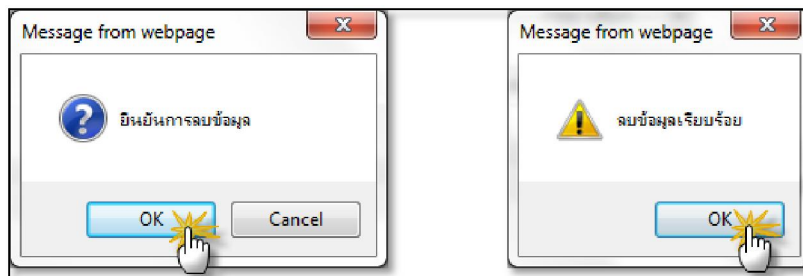 Message from webpage
ยืนยันการลบข้อมูล
OK
Cancel
Message from webpage
ลบข้อมูลเรียบร้อย
OK